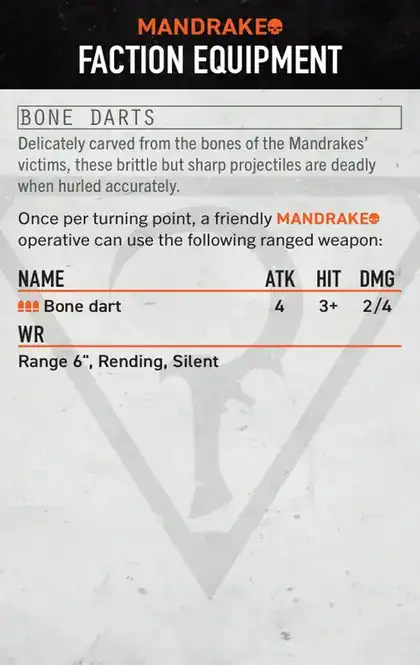 MANDRAKE
FACTION EQUIPMENT
BONE DARTS
Delicately carved from the bones of the Mandrakes'
victims, these brittle but sharp projectiles are deadly
when hurled accurately.
Once per turning point, a friendly MANDRAKE
operative can use the following ranged weapon:
NAME ATK HIT DMG
Bone dart 4 3+ 2/4
WR
Range 6", Rending, Silent